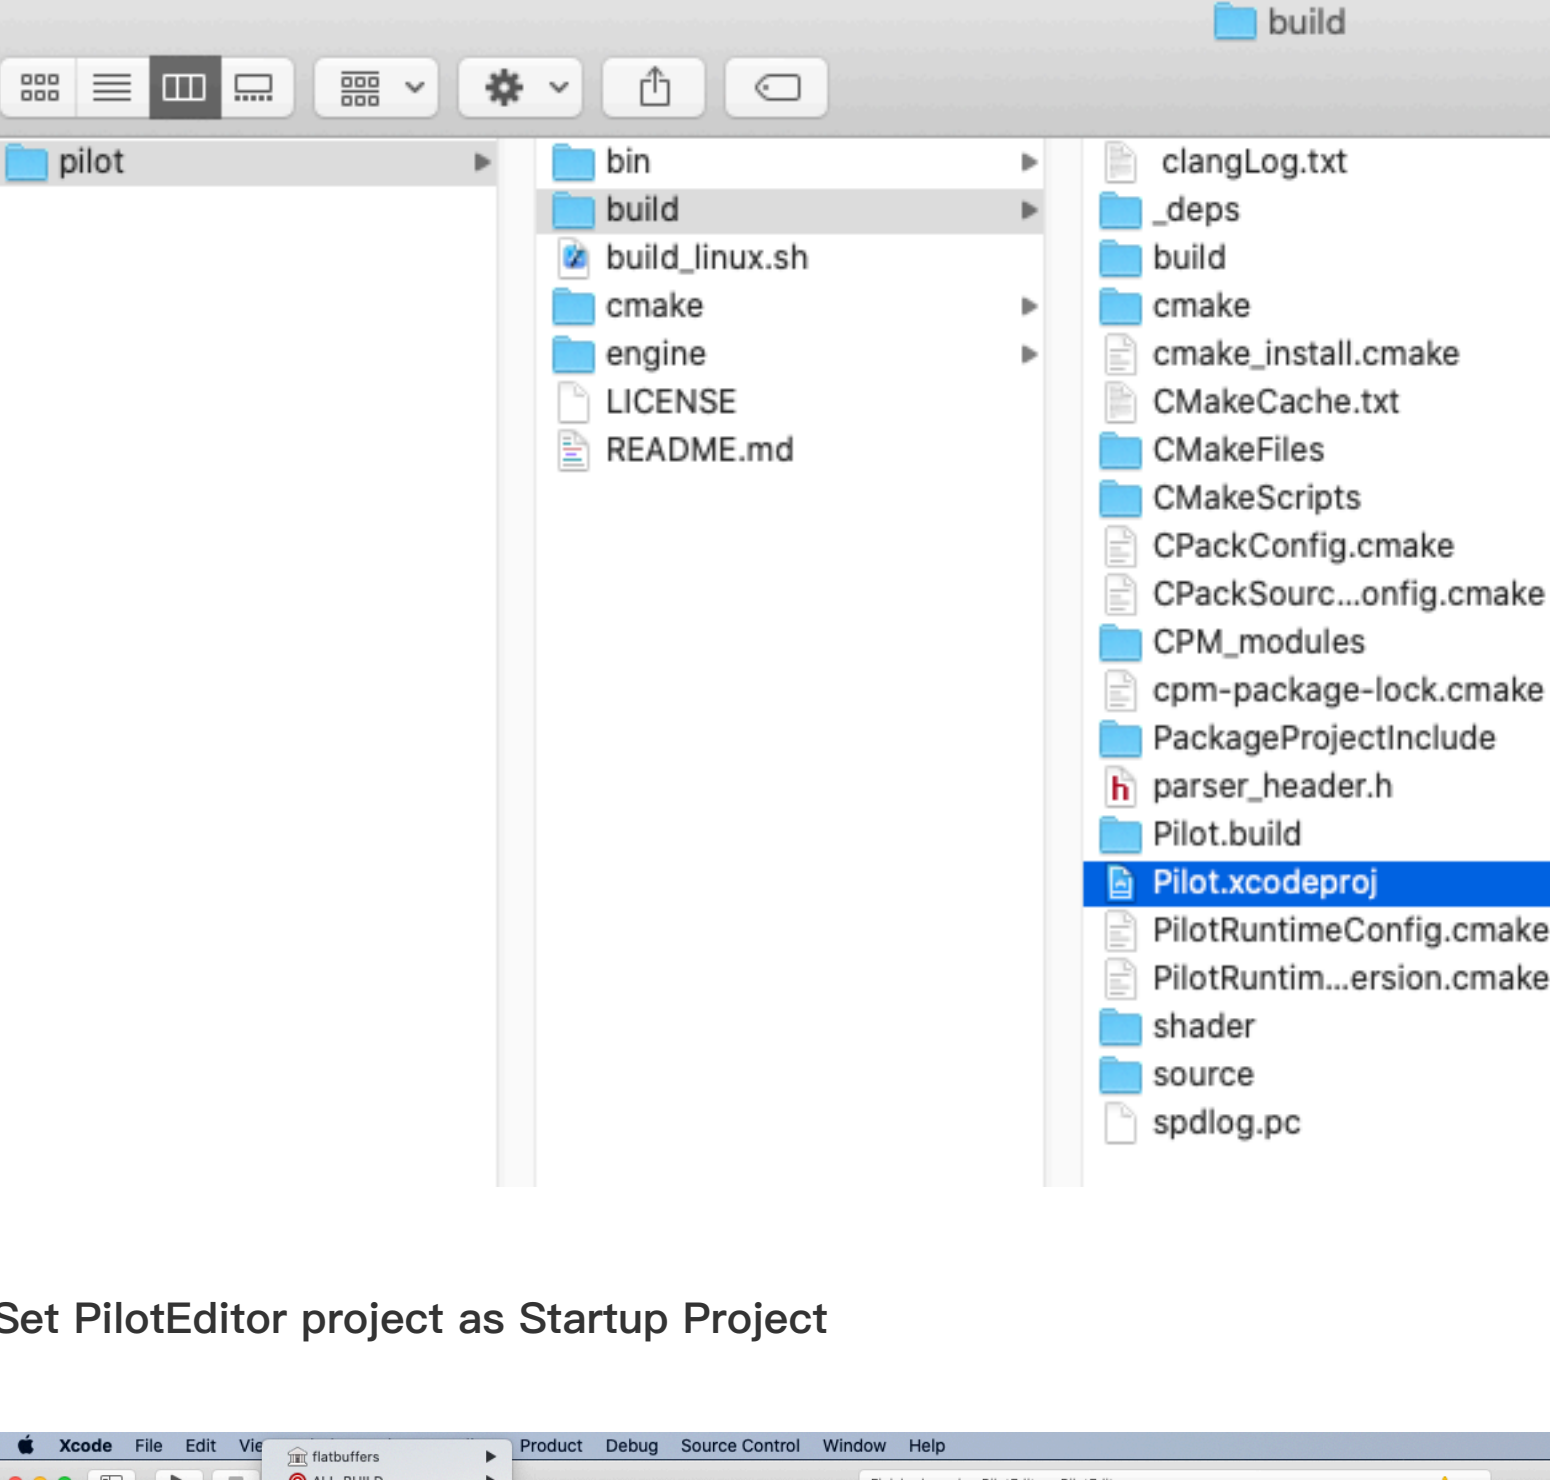 build
pilot
bin
build
build_linux.sh
cmake
engine
LICENSE
README.md
clangLog.txt
_deps
build
cmake
cmake_install.cmake
CMakeCache.txt
CMakeFiles
CMakeScripts
CPackConfig.cmake
CPackSourc...onfig.cmake
CPM_modules
cpm-package-lock.cmake
PackageProjectInclude
parser_header.h
Pilot.build
Pilot.xcodeproj
PilotRuntimeConfig.cmake
PilotRuntim...ersion.cmake
shader
source
spdlog.pc
Set PilotEditor project as Startup Project
Xcode File Edit Vie Product Debug Source Control Window Help
flatbuffers